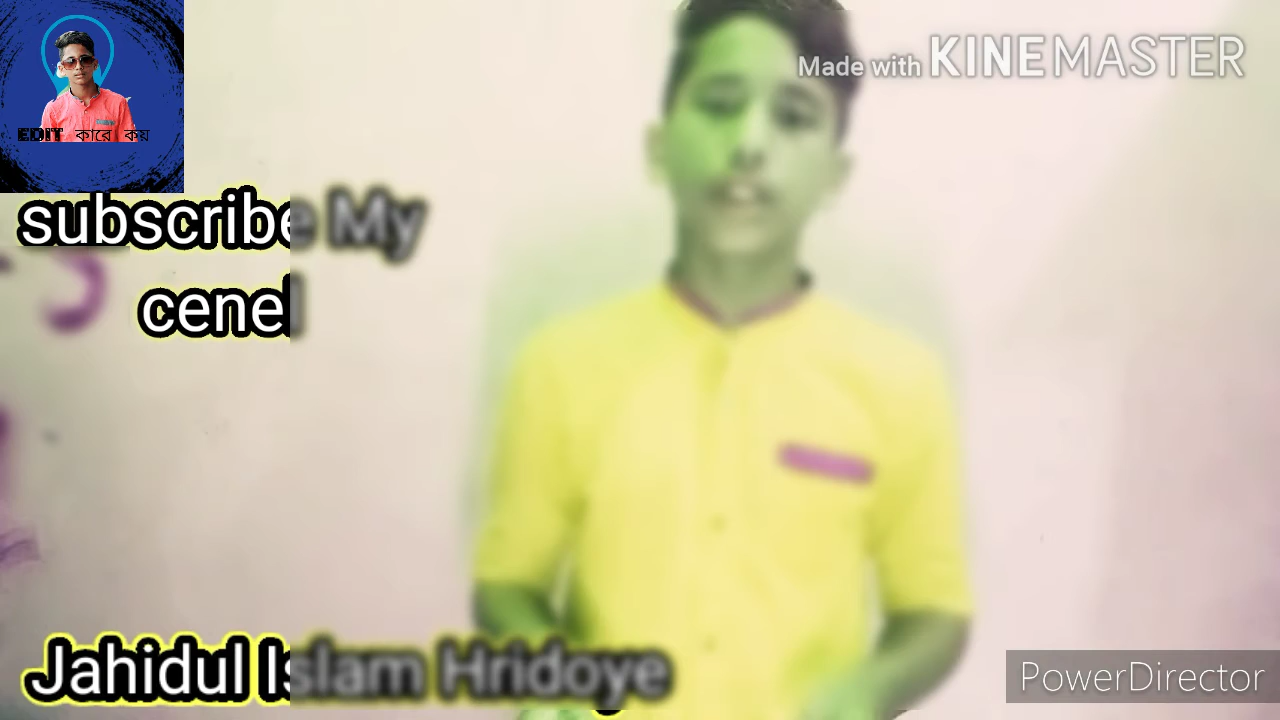 Made with KINEMASTER
EDIT কারে কয়
subscribe My
cenel
Jahidul Islam Hridoye
PowerDirector